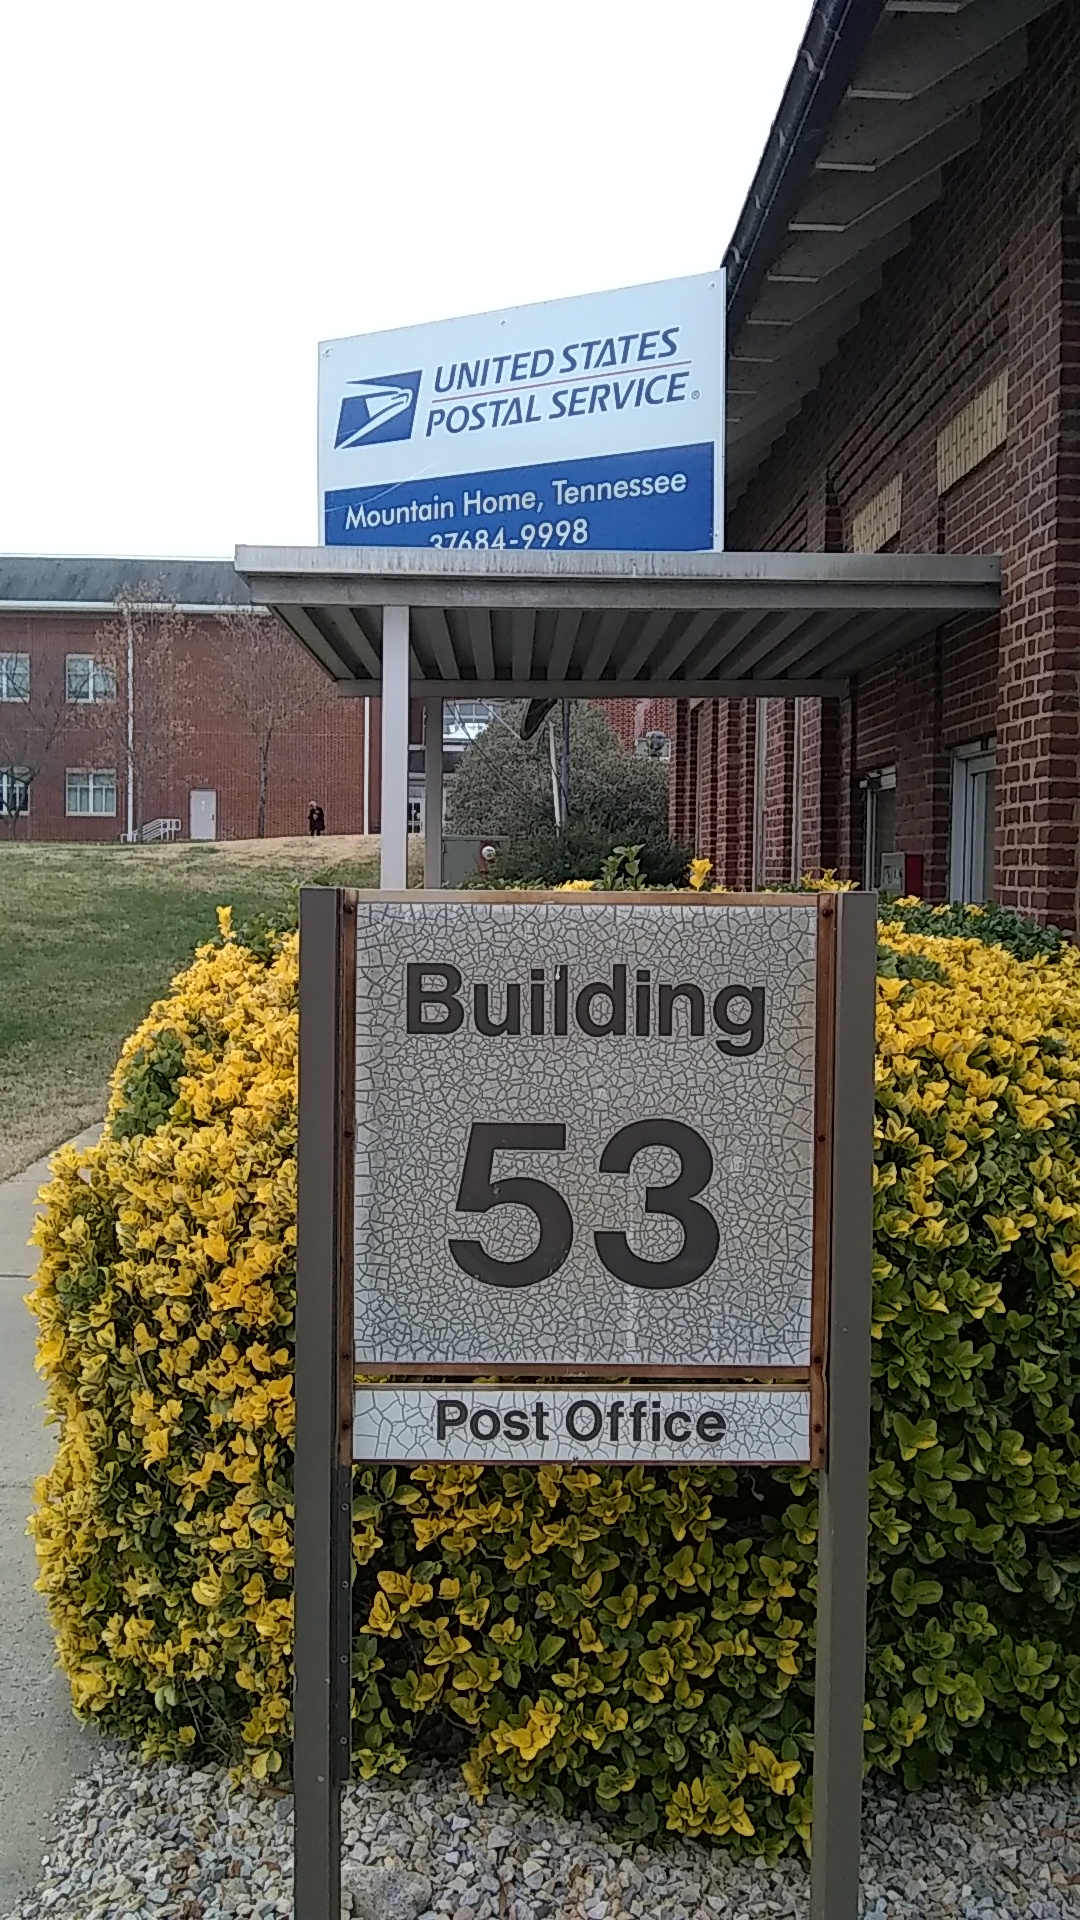 UNITED STATES
POSTAL SERVICE®
Mountain Home, Tennessee
37684-9998
Building
53
Post Office